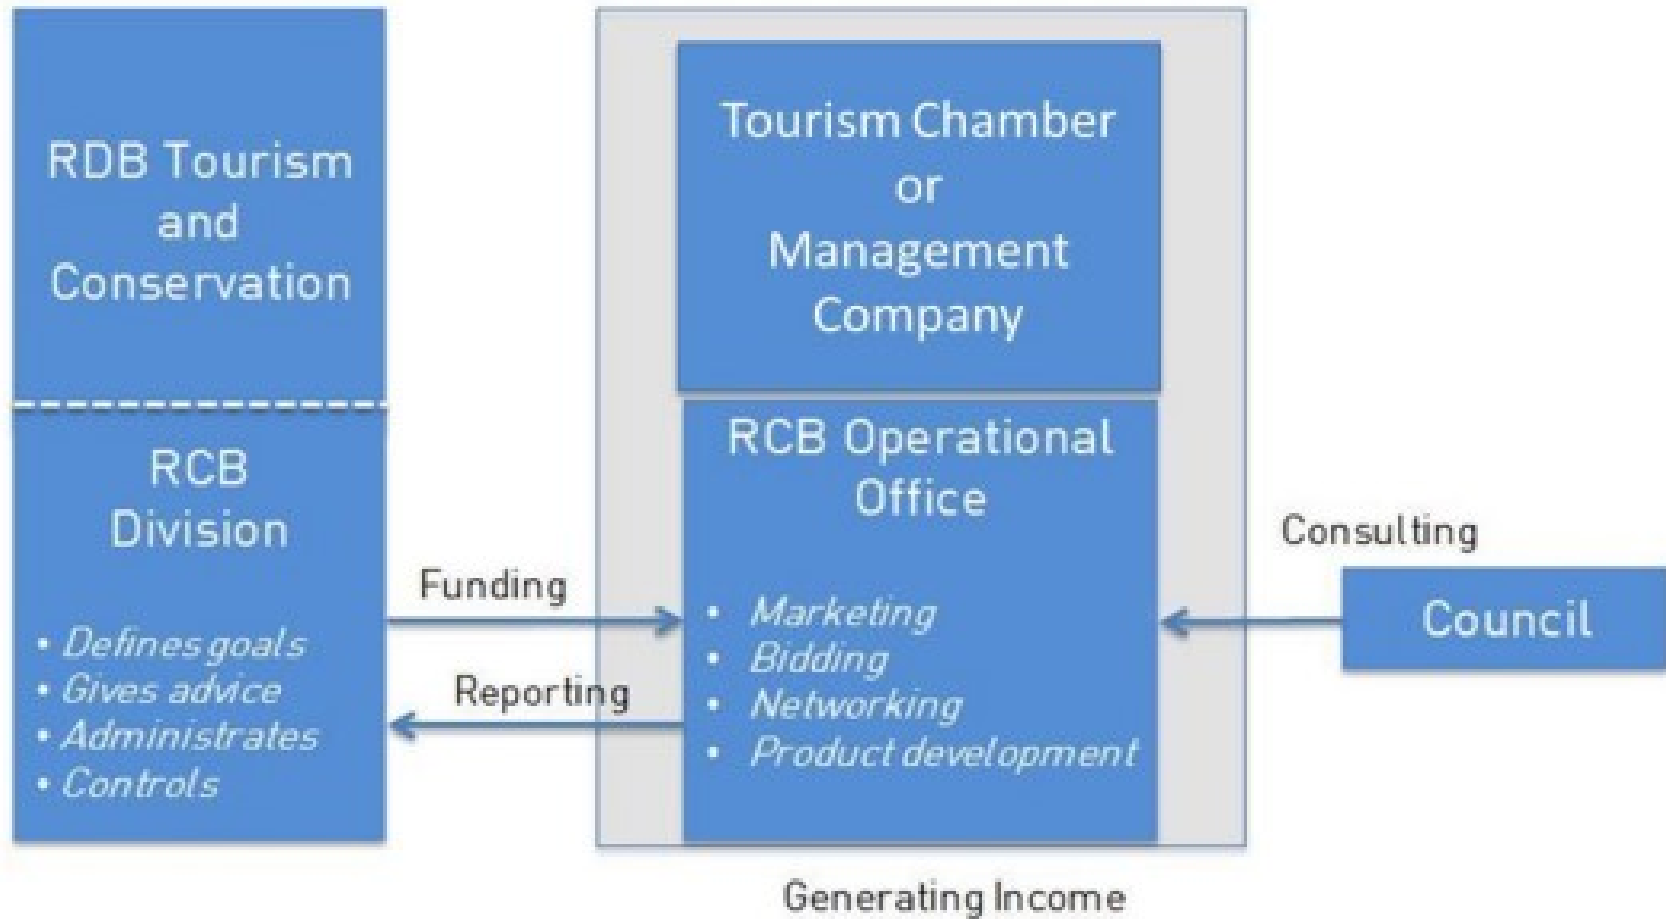 RDB Tourism
and
Conservation
RCB
Division
• Defines goals
• Gives advice
• Administrates
• Controls
Funding
Reporting
Tourism Chamber
or
Management
Company
RCB Operational
Office
• Marketing
• Bidding
• Networking
• Product development
Consulting
Council
Generating Income